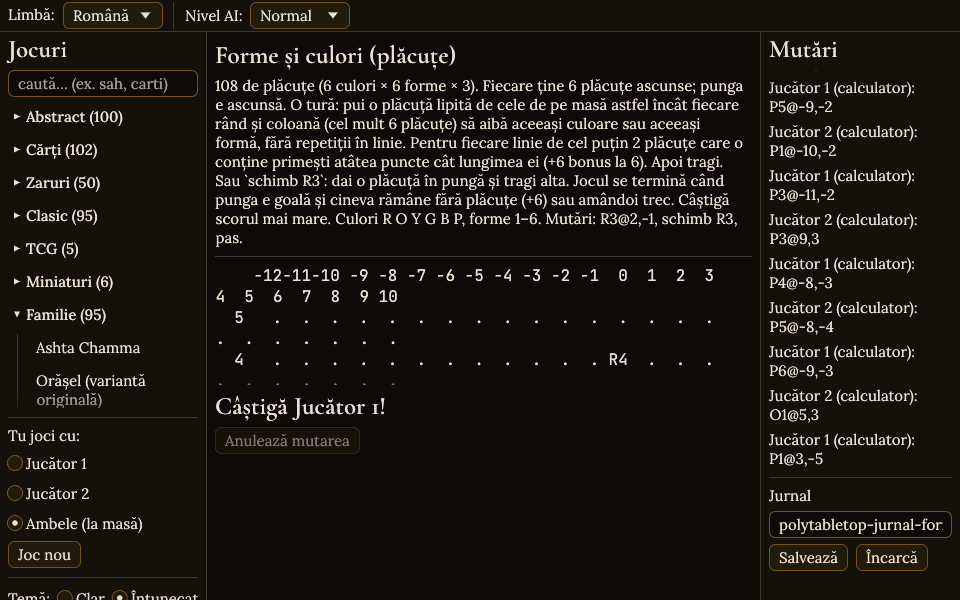 Limbă: Română ▼ Nivel AI: Normal ▼
Jocuri
caută... (ex. sah, carti)
▸ Abstract (100)
▸ Cărți (102)
▸ Zaruri (50)
▸ Clasic (95)
▸ TCG (5)
▸ Miniaturi (6)
▾ Familie (95)
Ashta Chamma
Orășel (variantă
originală)
Tu joci cu:
Jucător 1
Jucător 2
Ambele (la masă)
Joc nou
Temă: Clar Întunecat
Forme și culori (plăcuțe)
108 de plăcuțe (6 culori × 6 forme × 3). Fiecare ține 6 plăcuțe ascunse; punga
e ascunsă. O tură: pui o plăcuță lipită de cele de pe masă astfel încât fiecare
rând și coloană (cel mult 6 plăcuțe) să aibă aceeași culoare sau aceeași
formă, fără repetiții în linie. Pentru fiecare linie de cel puțin 2 plăcuțe care o
conține primești atâtea puncte cât lungimea ei (+6 bonus la 6). Apoi tragi.
Sau `schimb R3`: dai o plăcuță în pungă și tragi alta. Jocul se termină când
punga e goală și cineva rămâne fără plăcuțe (+6) sau amândoi trec. Câștigă
scorul mai mare. Culori R O Y G B P, forme 1–6. Mutări: R3@2,-1, schimb R3,
pas.
-12-11-10 -9 -8 -7 -6 -5 -4 -3 -2 -1 0 1 2 3
4 5 6 7 8 9 10
5 . . . . . . . . . . . . . . . .
. . . . . . .
4 . . . . . . . . . . . . R4 . . .
. . . . . . .
Câștigă Jucător 1!
Anulează mutarea
Mutări
Jucător 1 (calculator):
P5@-9,-2
Jucător 2 (calculator):
P1@-10,-2
Jucător 1 (calculator):
P3@-11,-2
Jucător 2 (calculator):
P3@9,3
Jucător 1 (calculator):
P4@-8,-3
Jucător 2 (calculator):
P5@-8,-4
Jucător 1 (calculator):
P6@-9,-3
Jucător 2 (calculator):
O1@5,3
Jucător 1 (calculator):
P1@3,-5
Jurnal
polytabletop-jurnal-for
Salvează Încarcă